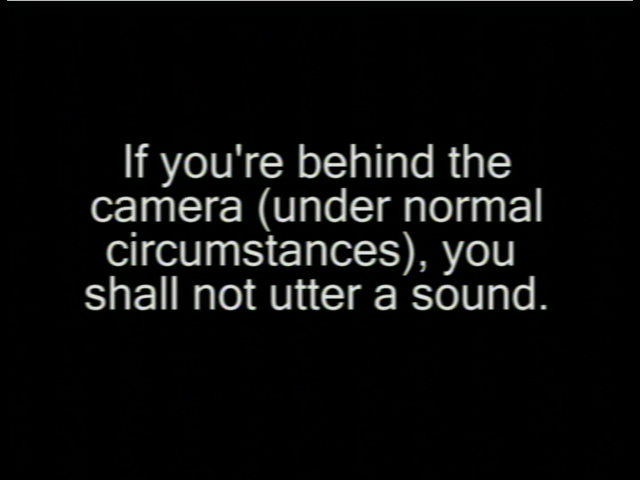 If you're behind the
camera (under normal
circumstances), you
shall not utter a sound.